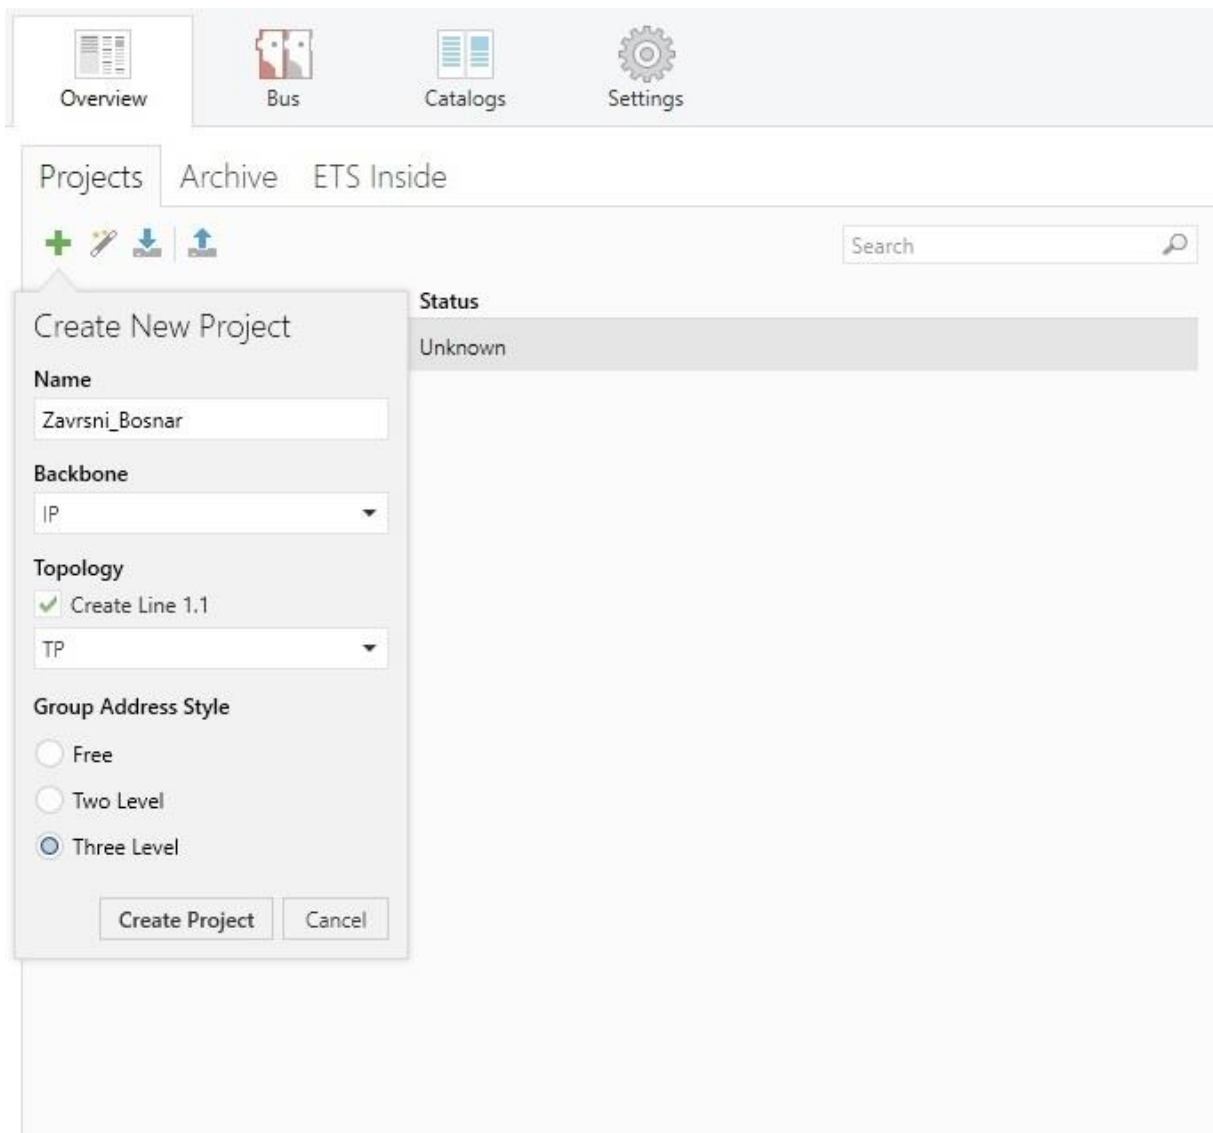 Overview
Bus
Catalogs
Settings
Projects
Archive
ETS Inside
Search
Status
Unknown
Create New Project
Name
Zavrsni_Bosnar
Backbone
IP
Topology
Create Line 1.1
TP
Group Address Style
Free
Two Level
Three Level
Create Project
Cancel